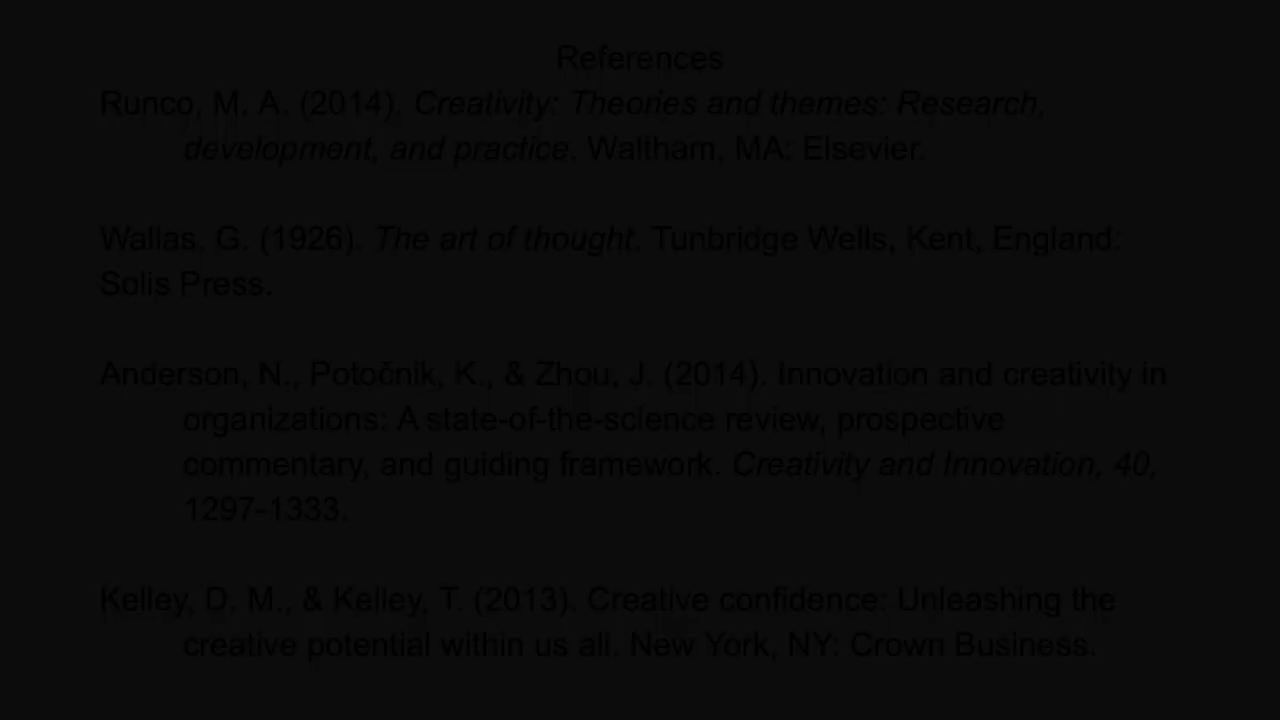 References
Runco, M. A. (2014). Creativity: Theories and themes: Research,
development, and practice. Waltham, MA: Elsevier.
Wallas, G. (1926). The art of thought. Tunbridge Wells, Kent, England:
Solis Press.
Anderson, N., Potočnik, K., & Zhou, J. (2014). Innovation and creativity in
organizations: A state-of-the-science review, prospective
commentary, and guiding framework. Creativity and Innovation, 40,
1297–1333.
Kelley, D. M., & Kelley, T. (2013). Creative confidence: Unleashing the
creative potential within us all. New York, NY: Crown Business.